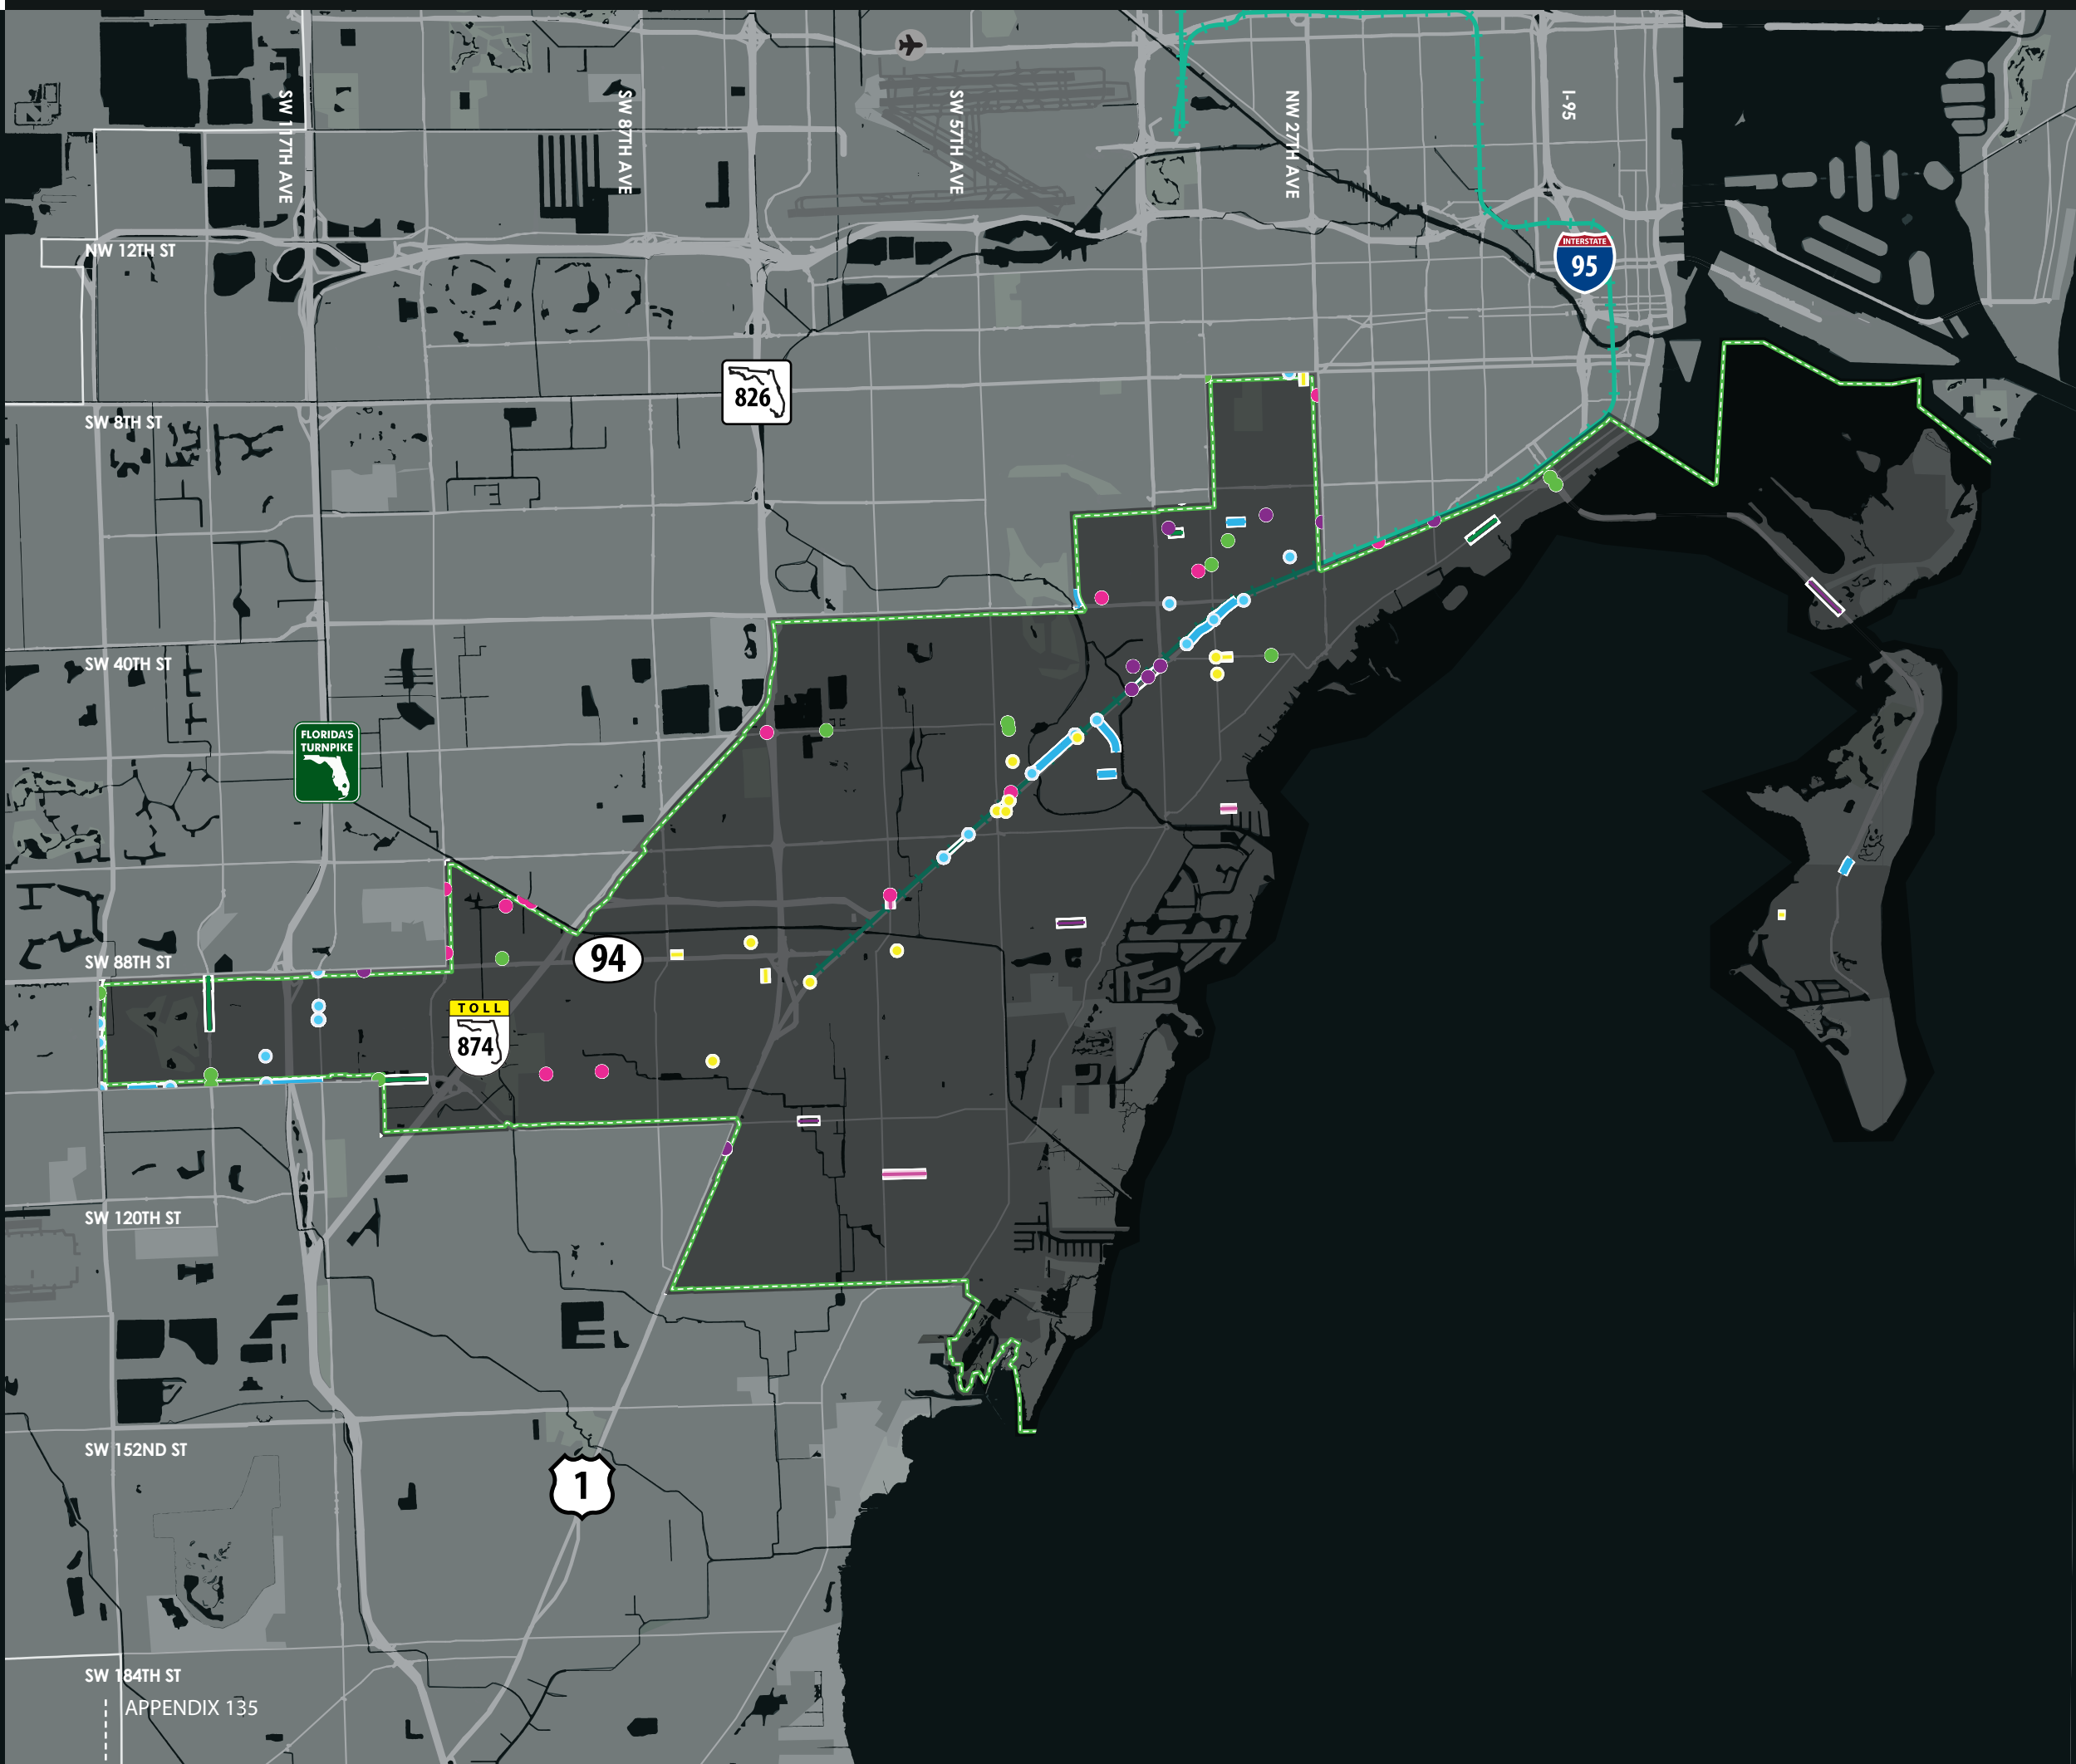 SW 117TH AVE
SW 87TH AVE
SW 57TH AVE
NW 27TH AVE
I-95
NW 12TH ST
INTERSTATE
95
826
SW 8TH ST
SW 40TH ST
FLORIDA'S
TURNPIKE
94
SW 88TH ST
TOLL
874
SW 120TH ST
SW 152ND ST
1
SW 184TH ST
APPENDIX 135